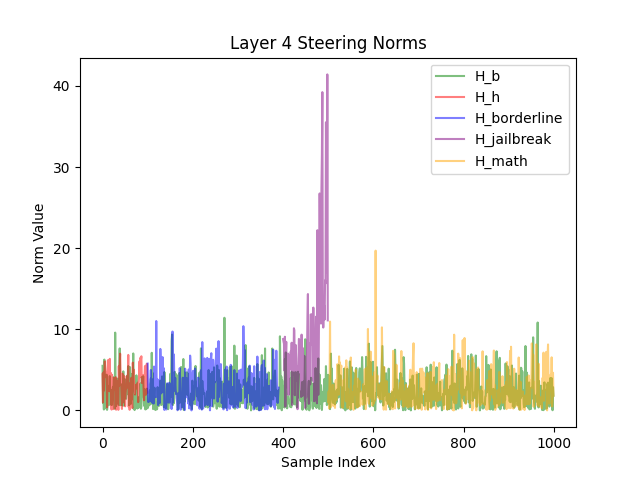 Layer 4 Steering Norms
H_b
H_h
H_borderline
H_jailbreak
H_math
Norm Value
40
30
20
10
0
0 200 400 600 800 1000
Sample Index